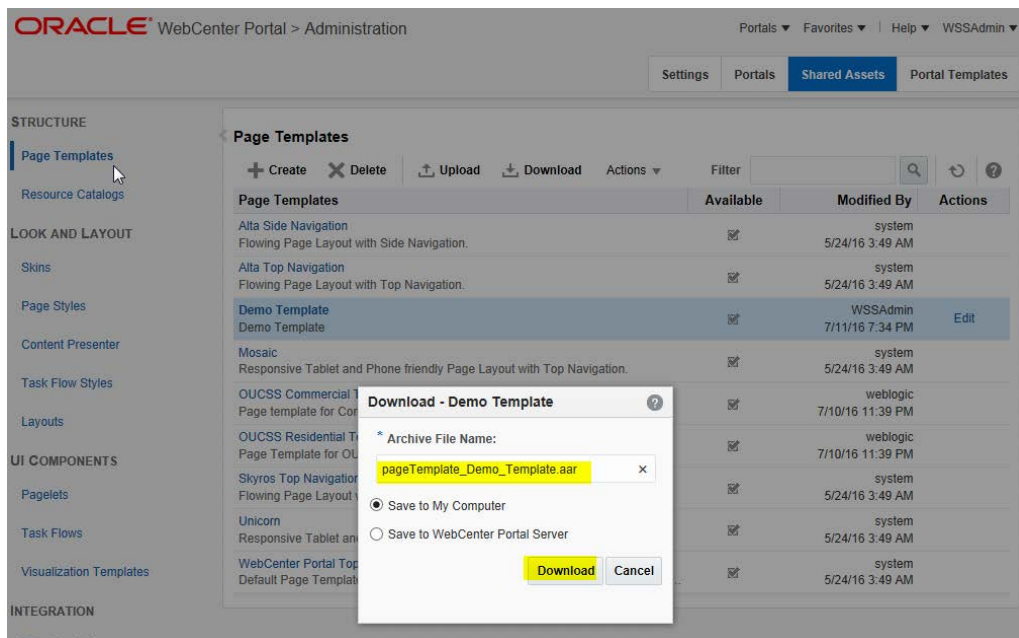 ORACLE® WebCenter Portal > Administration
Portals ▼ Favorites ▼ | Help ▼ WSSAdmin ▼
Settings Portals Shared Assets Portal Templates
STRUCTURE
Page Templates
Resource Catalogs
LOOK AND LAYOUT
Skins
Page Styles
Content Presenter
Task Flow Styles
Layouts
UI COMPONENTS
Pagelets
Task Flows
Visualization Templates
INTEGRATION
Page Templates
Create Delete Upload Download Actions ▼ Filter
Page Templates Available Modified By Actions
Alta Side Navigation system
Flowing Page Layout with Side Navigation. 5/24/16 3:49 AM
Alta Top Navigation system
Flowing Page Layout with Top Navigation. 5/24/16 3:49 AM
Demo Template WSSAdmin
Demo Template 7/11/16 7:34 PM Edit
Mosaic system
Responsive Tablet and Phone friendly Page Layout with Top Navigation. 5/24/16 3:49 AM
OUCSS Commercial weblogic
Page template for 7/10/16 11:39 PM
OUCSS Residential weblogic
Page Template for 7/10/16 11:39 PM
Skyros Top Navigation system
Flowing Page Layout 5/24/16 3:49 AM
Unicorn system
Responsive Tablet 5/24/16 3:49 AM
WebCenter Portal Top system
Default Page ... 5/24/16 3:49 AM
Download - Demo Template
* Archive File Name:
pageTemplate_Demo_Template.aar
Save to My Computer
Save to WebCenter Portal Server
Download Cancel